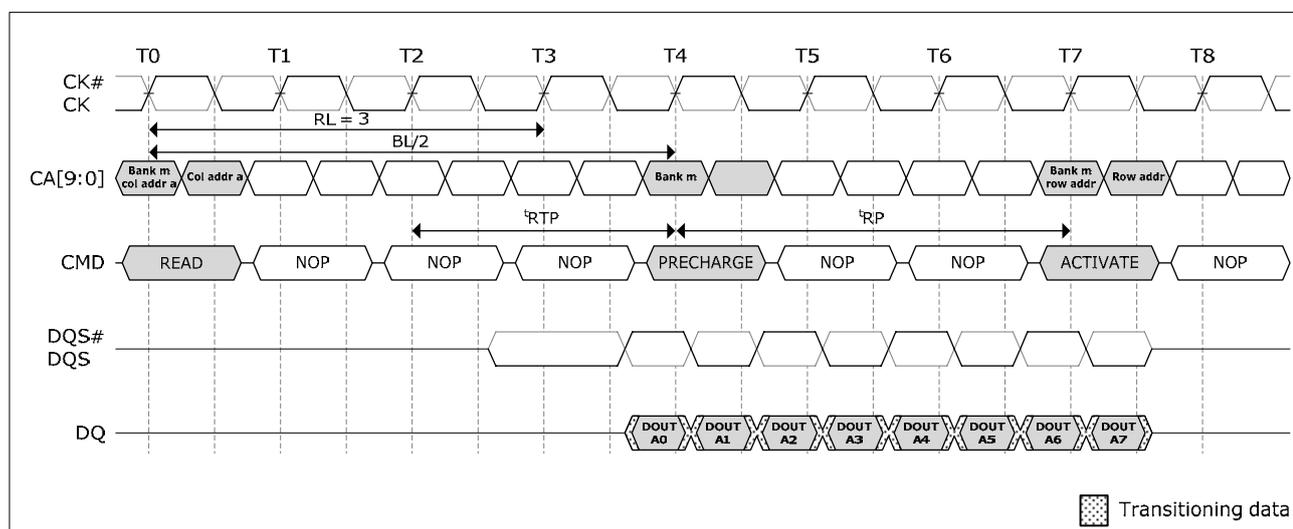 T0 T1 T2 T3 T4 T5 T6 T7 T8
CK#
CK
RL = 3
BL/2
CA[9:0]
Bank m
col addr a
Col addr a
Bank m
Bank m
row addr
Row addr
tRTP
tRP
CMD
READ NOP NOP NOP PRECHARGE NOP NOP ACTIVATE NOP
DQS#
DQS
DQ
DOUT
A0
DOUT
A1
DOUT
A2
DOUT
A3
DOUT
A4
DOUT
A5
DOUT
A6
DOUT
A7
Transitioning data